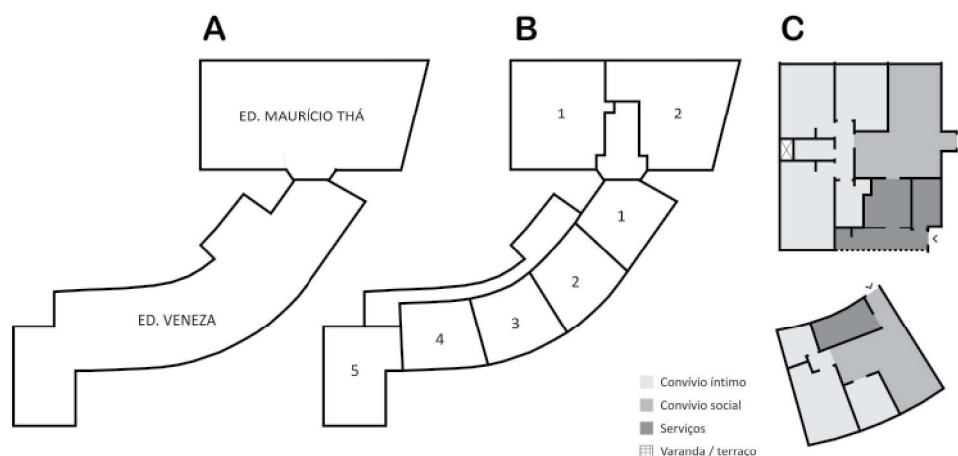 A
B
C
ED. MAURÍCIO THÁ
1
2
1
2
ED. VENEZA
3
4
5
Convívio íntimo
Convívio social
Serviços
Varanda / terraço